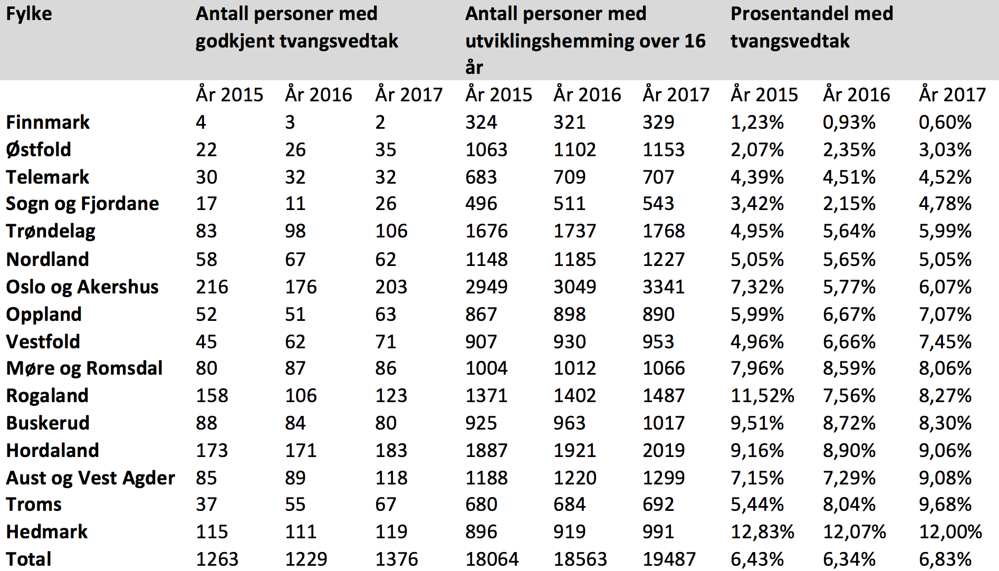 Fylke Antall personer med godkjent tvangsvedtak Antall personer med utviklingshemming over 16 år Prosentandel med tvangsvedtak
År 2015 År 2016 År 2017 År 2015 År 2016 År 2017 År 2015 År 2016 År 2017
Finnmark 4 3 2 324 321 329 1,23% 0,93% 0,60%
Østfold 22 26 35 1063 1102 1153 2,07% 2,35% 3,03%
Telemark 30 32 32 683 709 707 4,39% 4,51% 4,52%
Sogn og Fjordane 17 11 26 496 511 543 3,42% 2,15% 4,78%
Trøndelag 83 98 106 1676 1737 1768 4,95% 5,64% 5,99%
Nordland 58 67 62 1148 1185 1227 5,05% 5,65% 5,05%
Oslo og Akershus 216 176 203 2949 3049 3341 7,32% 5,77% 6,07%
Oppland 52 51 63 867 898 890 5,99% 6,67% 7,07%
Vestfold 45 62 71 907 930 953 4,96% 6,66% 7,45%
Møre og Romsdal 80 87 86 1004 1012 1066 7,96% 8,59% 8,06%
Rogaland 158 106 123 1371 1402 1487 11,52% 7,56% 8,27%
Buskerud 88 84 80 925 963 1017 9,51% 8,72% 8,30%
Hordaland 173 171 183 1887 1921 2019 9,16% 8,90% 9,06%
Aust og Vest Agder 85 89 118 1188 1220 1299 7,15% 7,29% 9,08%
Troms 37 55 67 680 684 692 5,44% 8,04% 9,68%
Hedmark 115 111 119 896 919 991 12,83% 12,07% 12,00%
Total 1263 1229 1376 18064 18563 19487 6,43% 6,34% 6,83%